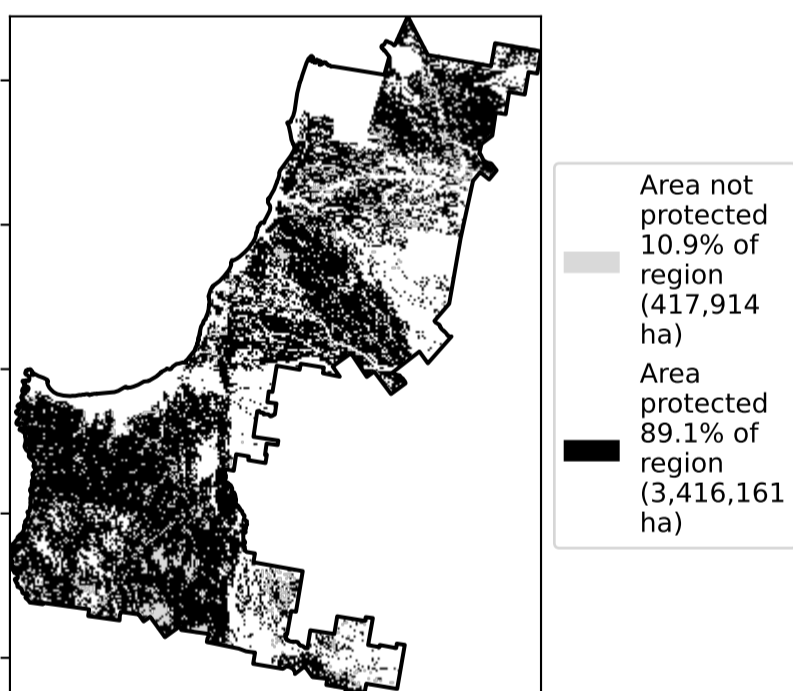 Area not
protected
10.9% of
region
(417,914
ha)
Area
protected
89.1% of
region
(3,416,161
ha)